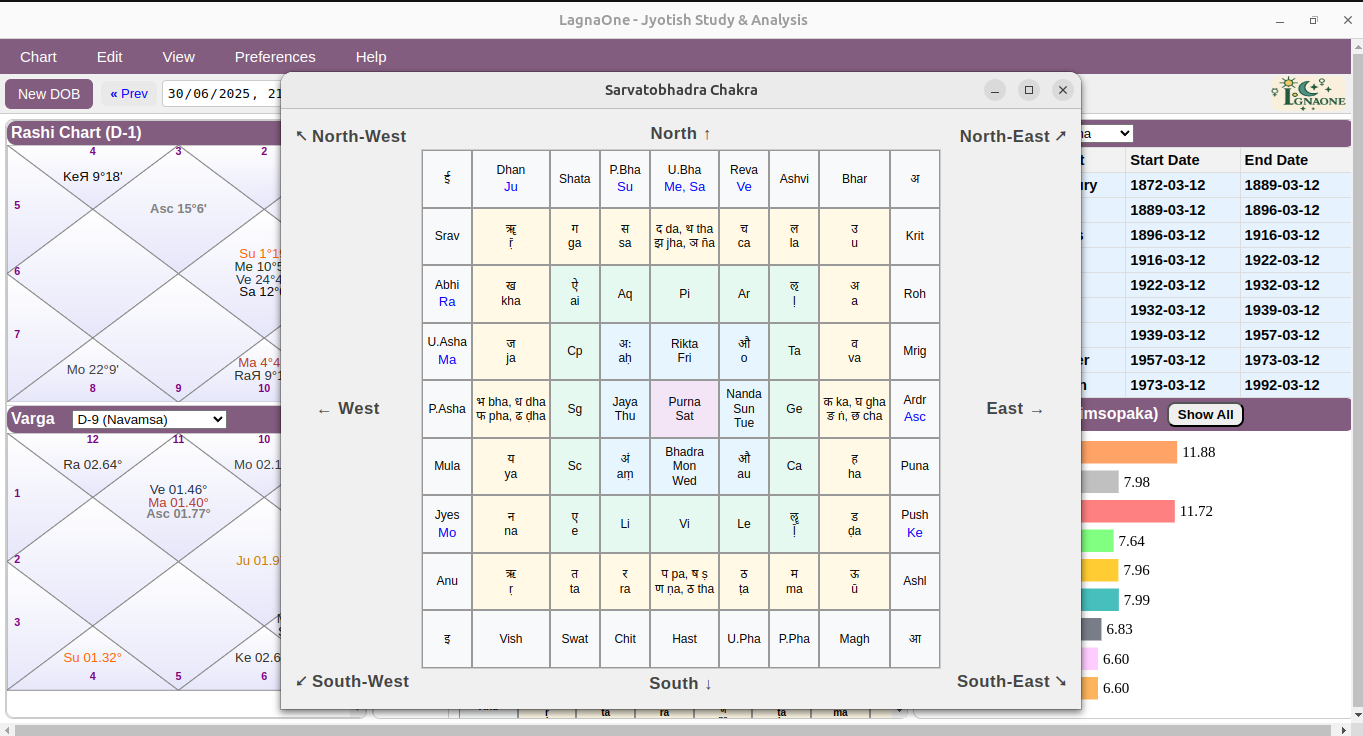 LagnaOne - Jyotish Study & Analysis
Chart Edit View Preferences Help
New DOB « Prev 30/06/2025, 21
LGNAONE
Rashi Chart (D-1)
4 3 2
KeЯ 9°18'
5
Asc 15°6'
Me 10°
Ve 24°4
Sa 12°
6
7
Mo 22°9'
Ma 4°4
RaЯ 9°1
8 9 10
Varga D-9 (Navamsa)
12 11 10
Ra 02.64°
Mo 02.1
1
Ve 01.46°
Ma 01.40°
Asc 01.77°
2
Ju 01.9
3
Su 01.32°
Ke 02.6
4 5 6
Sarvatobhadra Chakra
↖ North-West North ↑ North-East ↗
ई Dhan Shata P.Bha U.Bha Reva Ashvi Bhar अ
Ju Su Me, Sa Ve
Srav ॠ ग स द da, थ tha च ल उ Krit
ṝ ga sa झ jha, ञ ña ca la u
Abhi ख ऐ Aq Pi Ar ऌ अ Roh
Ra kha ai ḷ a
U.Asha ज Cp अः Rikta औ Ta व Mrig
Ma ja aḥ Fri o va
← West East →
P.Asha भ bha, ध dha Sg Jaya Purna Nanda Ge क ka, घ gha Ardr
फ pha, ढ ḍha Thu Sat Sun ङ ṅ, छ cha Asc
Tue
Mula य Sc अं Bhadra औ Ca ह Puna
ya aṃ Mon au ha
Wed
Jyes न ए Li Vi Le ॡ ड Push
Mo na e ḹ ḍa Ke
Anu ऋ त र प pa, ष ṣ ठ म ऊ Ashl
ṛ ta ra ण ṇa, ठ tha ṭa ma ū
इ Vish Swat Chit Hast U.Pha P.Pha Magh आ
↙ South-West South ↓ South-East ↘
Start Date End Date
1872-03-12 1889-03-12
1889-03-12 1896-03-12
1896-03-12 1916-03-12
1916-03-12 1922-03-12
1922-03-12 1932-03-12
1932-03-12 1939-03-12
1939-03-12 1957-03-12
1957-03-12 1973-03-12
1973-03-12 1992-03-12
imsopaka) Show All
11.88
7.98
11.72
7.64
7.96
7.99
6.83
6.60
6.60